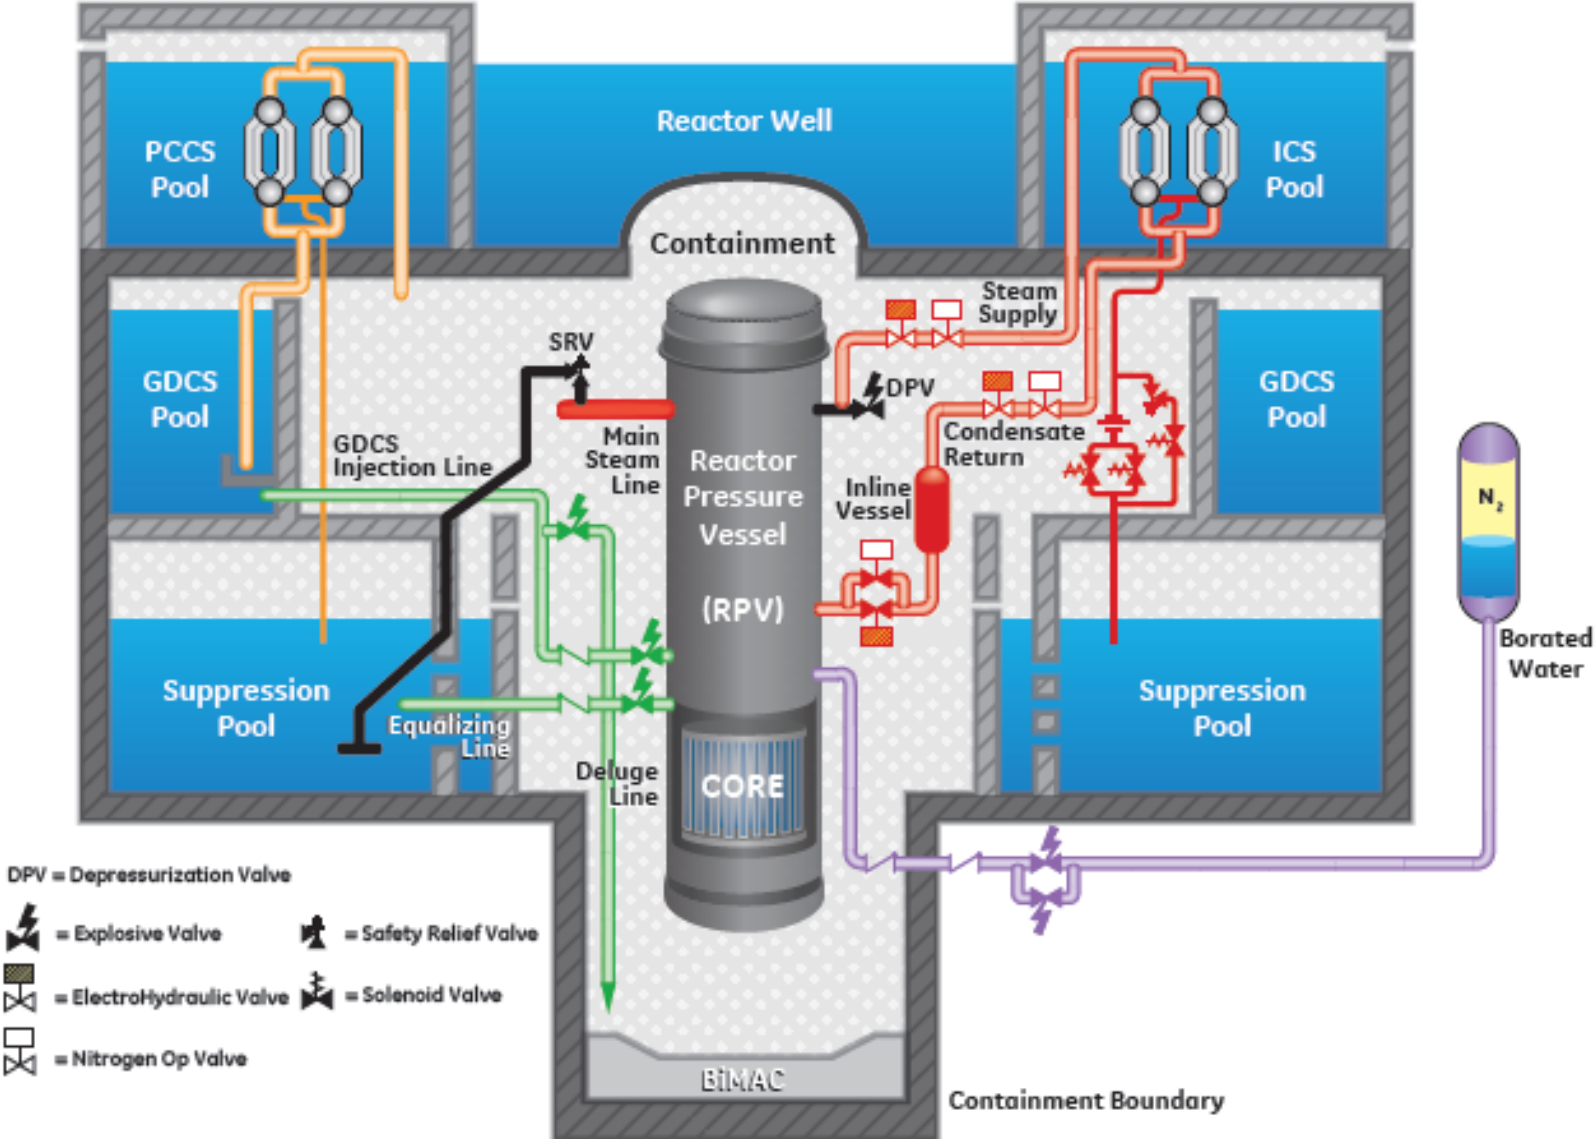 PCCS
Pool
Reactor Well
ICS
Pool
Containment
Steam
Supply
SRV
DPV
GDCS
Pool
GDCS
Injection Line
Main
Steam
Line
Reactor
Pressure
Vessel
(RPV)
Condensate
Return
Inline
Vessel
GDCS
Pool
N2
Borated
Water
Suppression
Pool
Equalizing
Line
Deluge
Line
CORE
Suppression
Pool
DPV = Depressurization Valve
= Explosive Valve
= Safety Relief Valve
= ElectroHydraulic Valve
= Solenoid Valve
= Nitrogen Op Valve
BiMAC
Containment Boundary